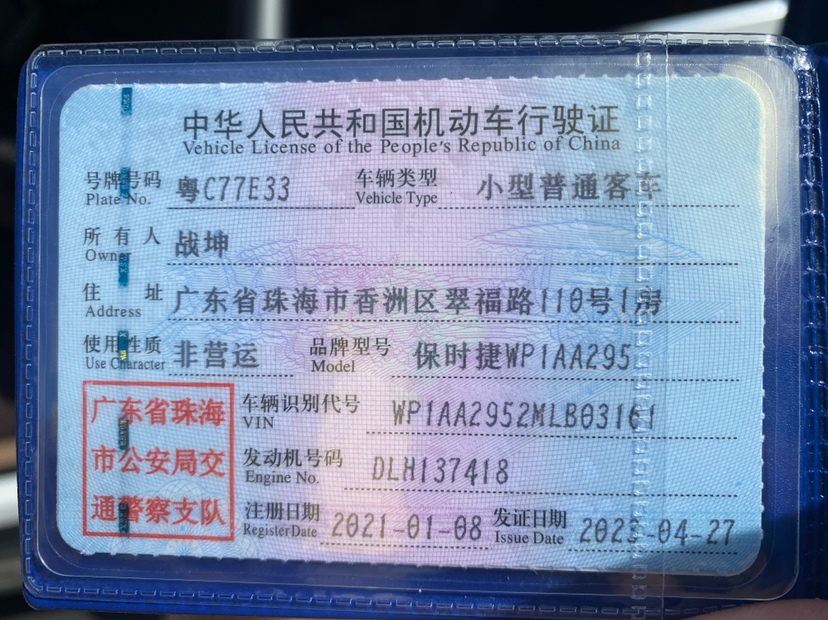 中华人民共和国机动车行驶证
Vehicle License of the People's Republic of China
号牌号码 粤C77E33 车辆类型 小型普通客车
Plate No. Vehicle Type
所有人 战坤
Owner
住址 广东省珠海市香洲区翠福路110号1房
Address
使用性质 非营运 品牌型号 保时捷WP1AA295
Use Character Model
广东省珠海
市公安局交
通警察支队
车辆识别代号 WP1AA2952MLB03161
VIN
发动机号码 DLH137418
Engine No.
注册日期 2021-01-08 发证日期 2023-04-27
Register Date Issue Date